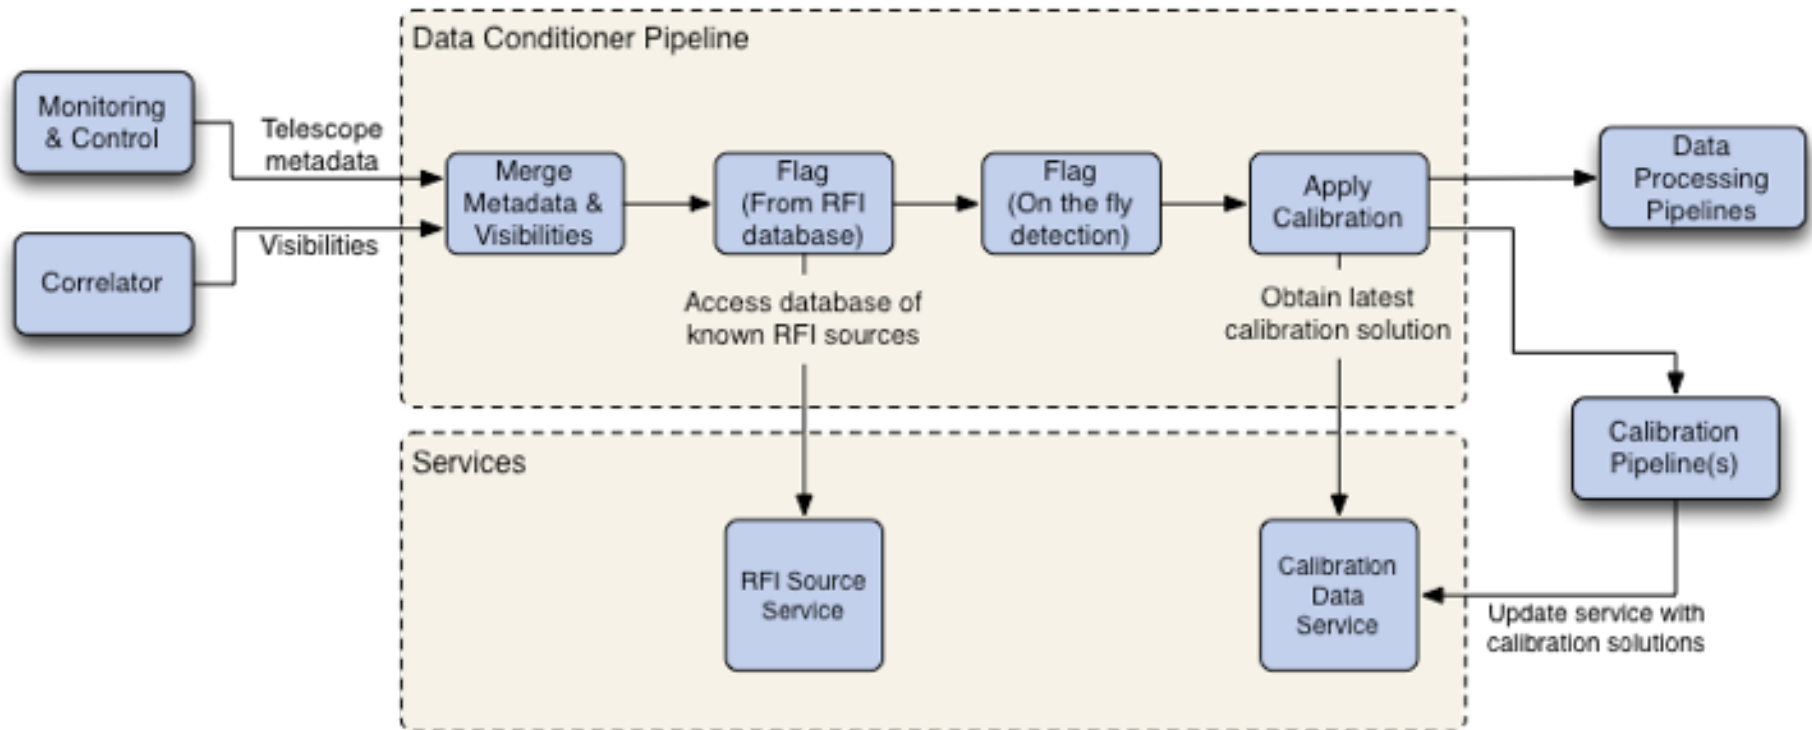 Data Conditioner Pipeline
Monitoring
& Control
Telescope
metadata
Correlator
Visibilities
Merge
Metadata &
Visibilities
Flag
(From RFI
database)
Flag
(On the fly
detection)
Apply
Calibration
Data
Processing
Pipelines
Access database of
known RFI sources
Obtain latest
calibration solution
Calibration
Pipeline(s)
Services
RFI Source
Service
Calibration
Data
Service
Update service with
calibration solutions